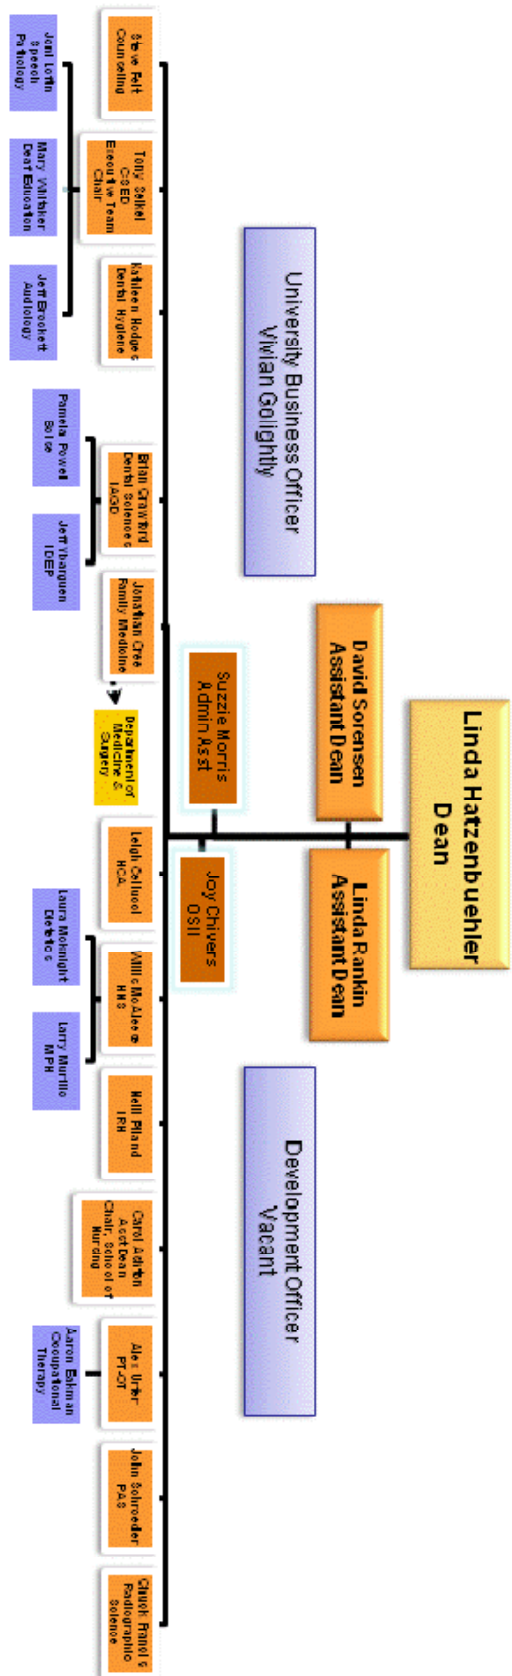 Linda Hatzenbuehler
Dean
David Sorensen
Assistant Dean
Linda Rankin
Assistant Dean
University Business Officer
Vivian Golightly
Development Officer
Vacant
Suzzie Morris
Admin Asst
Joy Chivers
OSII
Steve Feit
Counseling
Tony Seikel
CSED
Executive Team
Chair
Kathleen Hodges
Dental Hygiene
Brian Crawford
Dental Sciences
IAGD
Jonathan Cree
Family Medicine
Department of
Medicine &
Surgery
Leigh Cellucci
HCA
Willis McAleese
HNS
Neill Piland
IRH
Carol Ashton
Asst Dean
Chair, School of
Nursing
Alex Urfer
PT-OT
John Schroeder
PAS
Chuck Francis
Radiographic
Science
Joni Loftin
Speech
Pathology
Mary Whitaker
Deaf Education
Jeff Brockett
Audiology
Pamela Powell
Boise
Jeff Ybarguen
IDEP
Laura Mcknight
Dietetics
Larry Murillo
MPH
Aaron Eakman
Occupational
Therapy